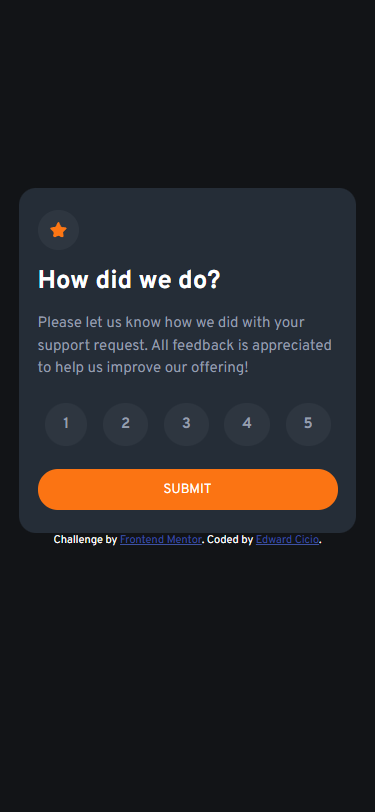 How did we do?
Please let us know how we did with your
support request. All feedback is appreciated
to help us improve our offering!
1 2 3 4 5
SUBMIT
Challenge by Frontend Mentor. Coded by Edward Cicio.